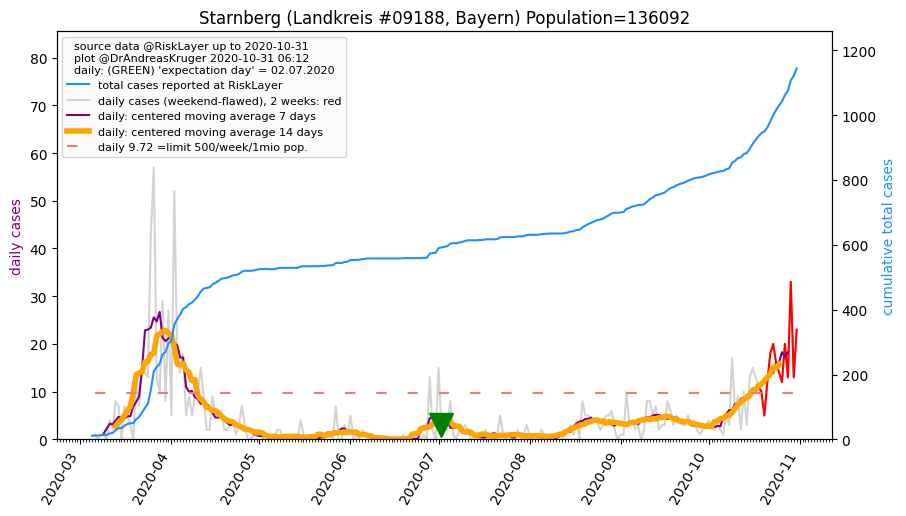 Starnberg (Landkreis #09188, Bayern) Population=136092
source data @RiskLayer up to 2020-10-31
plot @DrAndreasKruger 2020-10-31 06:12
daily: (GREEN) 'expectation day' = 02.07.2020
total cases reported at RiskLayer
daily cases (weekend-flawed), 2 weeks: red
daily: centered moving average 7 days
daily: centered moving average 14 days
daily 9.72 =limit 500/week/1mio pop.
daily cases
80
70
60
50
40
30
20
10
0
1200
1000
800
600
400
200
0
cumulative total cases
2020-03
2020-04
2020-05
2020-06
2020-07
2020-08
2020-09
2020-10
2020-11